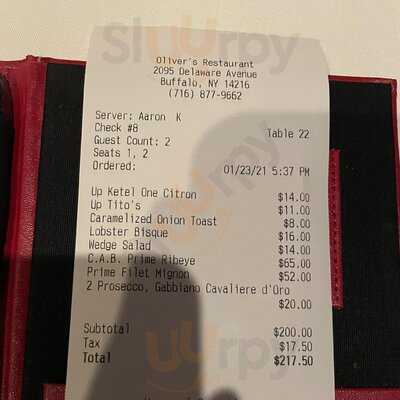 Slurrpy
Oliver's Restaurant
2095 Delaware Avenue
Buffalo, NY 14216
(716) 877-9662
Server: Aaron K
Check #8 Table 22
Guest Count: 2
Seats 1, 2
Ordered: 01/23/21 5:37 PM
Up Ketel One Citron $14.00
Up Tito's $11.00
Caramelized Onion Toast $8.00
Lobster Bisque $16.00
Wedge Salad $14.00
C.A.B. Prime Ribeye $65.00
Prime Filet Mignon $52.00
2 Prosecco, Gabbiano Cavaliere d'Oro
$20.00
Subtotal $200.00
Tax $17.50
Total $217.50